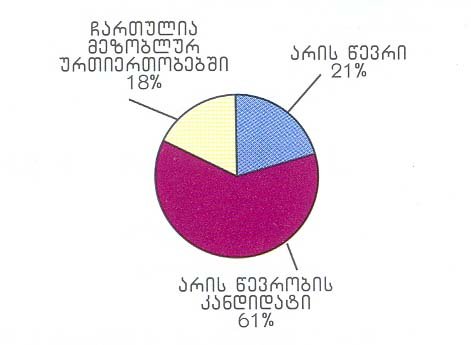 ჩართულია
მეზობლურ
ურთიერთობებში
18%
არის წევრი
21%
არის წევრობის
კანდიდატი
61%